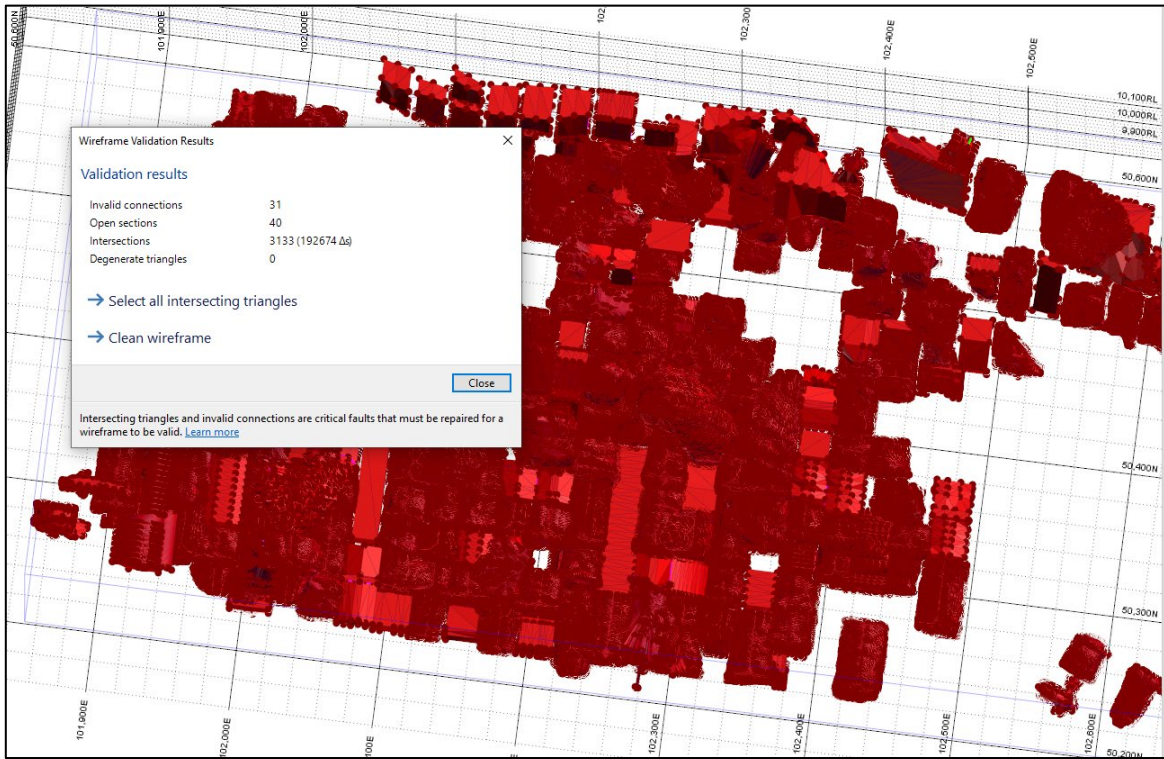 50,600N
101,900E
102,000E
102,
102,300
102,400E
102,500E
10,100RL
10,000RL
9,900RL
50,600N
Wireframe Validation Results
Validation results
Invalid connections 31
Open sections 40
Intersections 3133 (192674 Δs)
Degenerate triangles 0
Select all intersecting triangles
Clean wireframe
Close
Intersecting triangles and invalid connections are critical faults that must be repaired for a
wireframe to be valid. Learn more
50,400N
50,300N
101,900E
102,000E
100E
102,300E
102,400E
102,500E
102,600E
50,200N